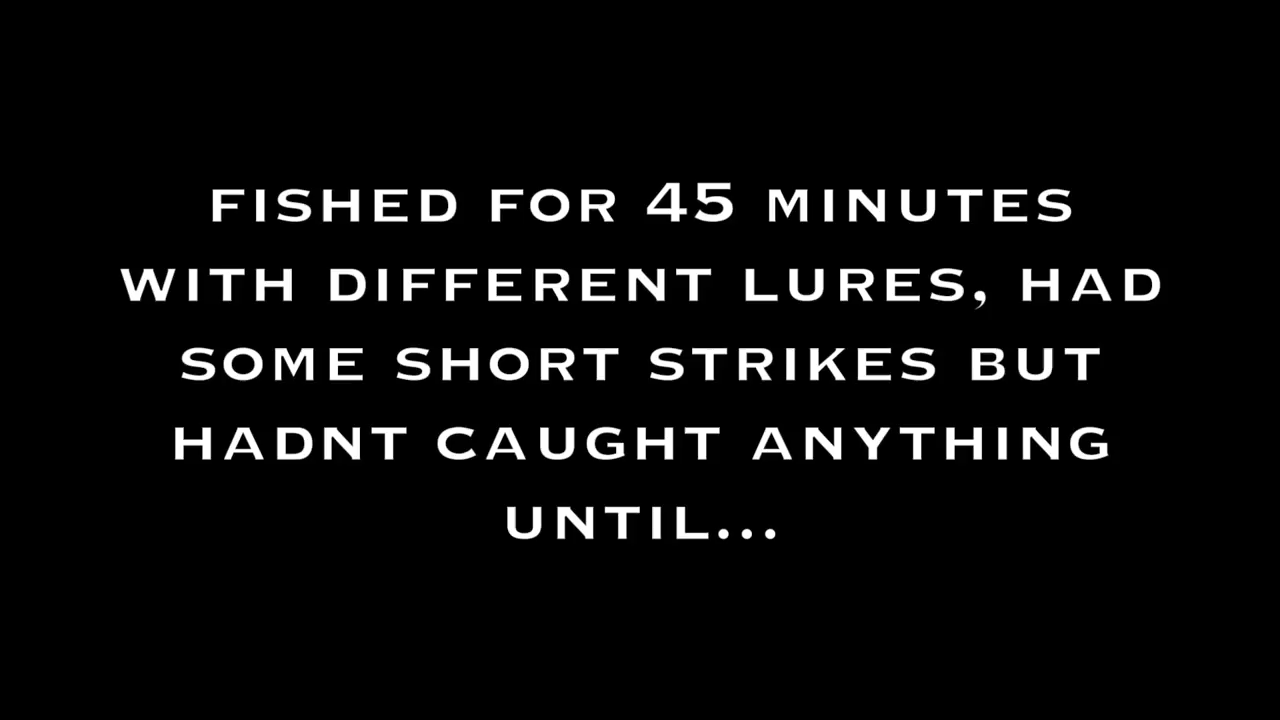 FISHED FOR 45 MINUTES
WITH DIFFERENT LURES, HAD
SOME SHORT STRIKES BUT
HADNT CAUGHT ANYTHING
UNTIL...